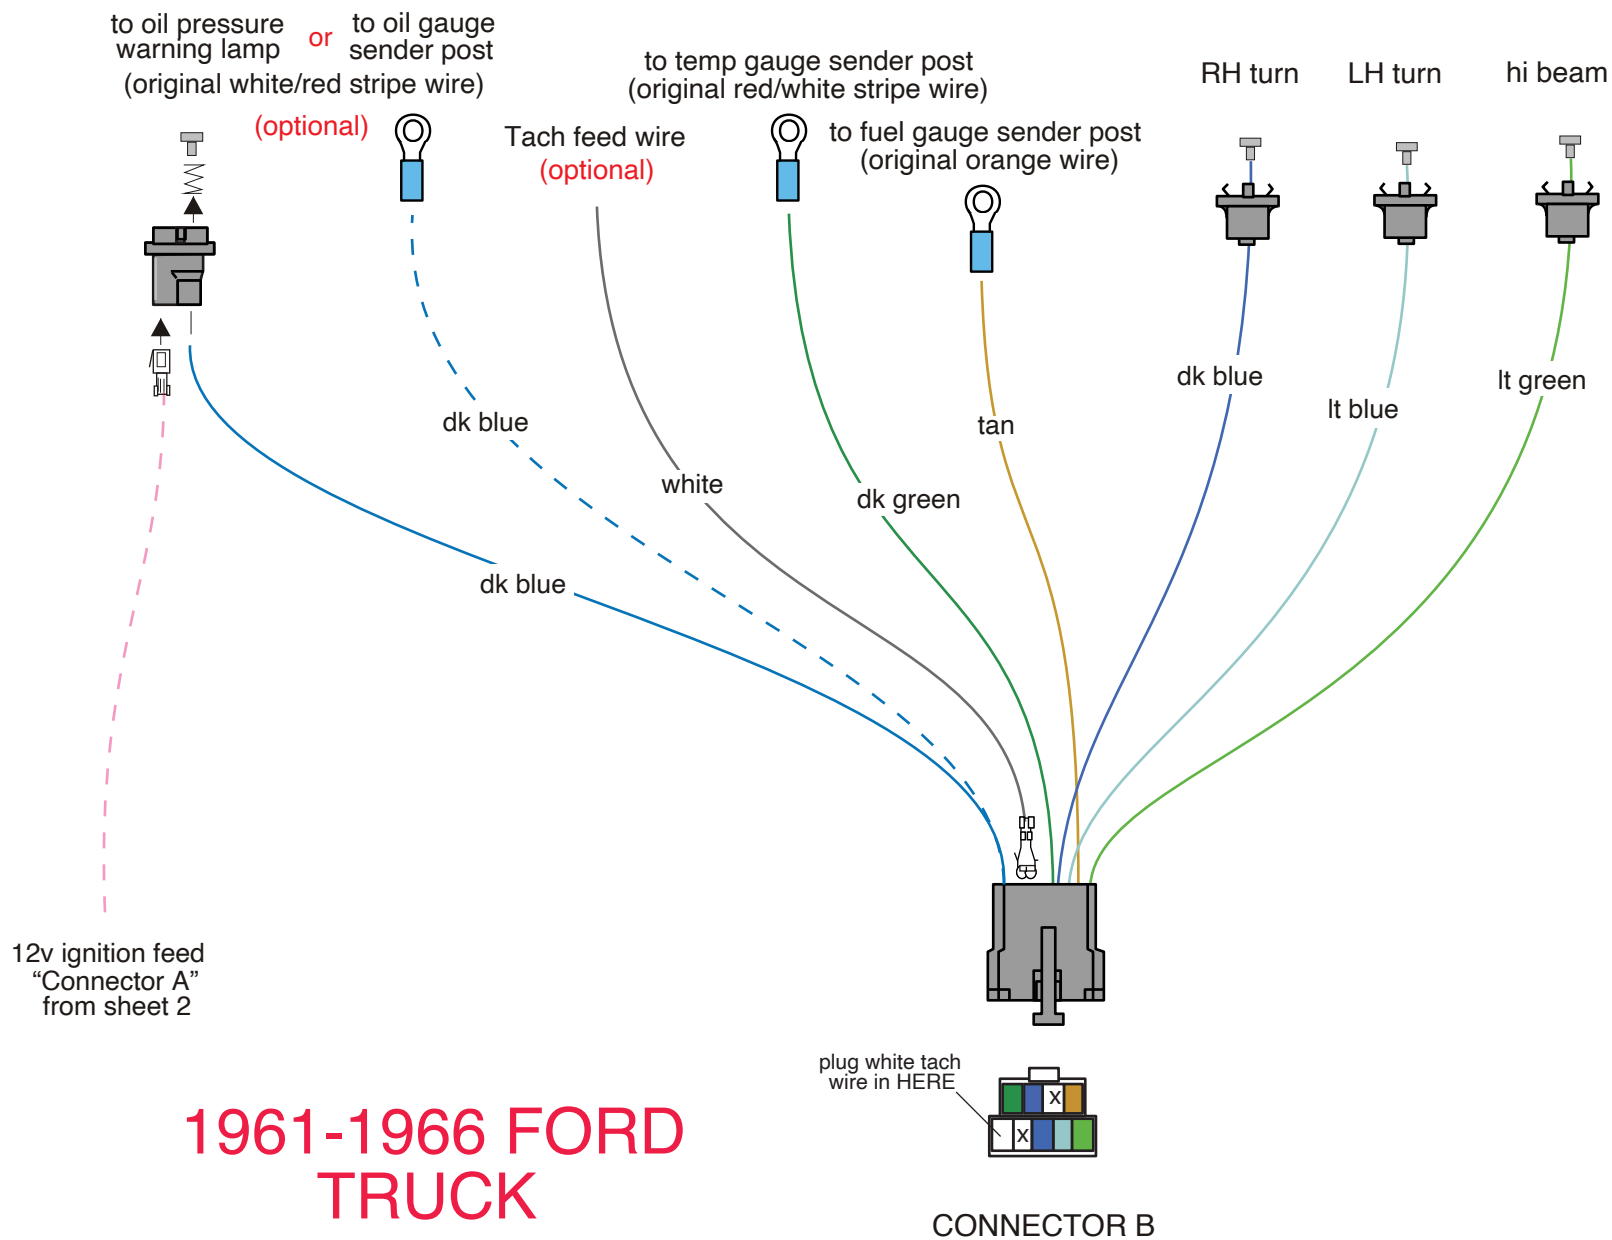 to oil pressure
warning lamp
or
to oil gauge
sender post
(original white/red stripe wire)
(optional)
Tach feed wire
(optional)
to temp gauge sender post
(original red/white stripe wire)
to fuel gauge sender post
(original orange wire)
RH turn
LH turn
hi beam
dk blue
dk blue
white
dk green
tan
dk blue
lt blue
lt green
12v ignition feed
“Connector A”
from sheet 2
plug white tach
wire in HERE
X
X
1961-1966 FORD
TRUCK
CONNECTOR B